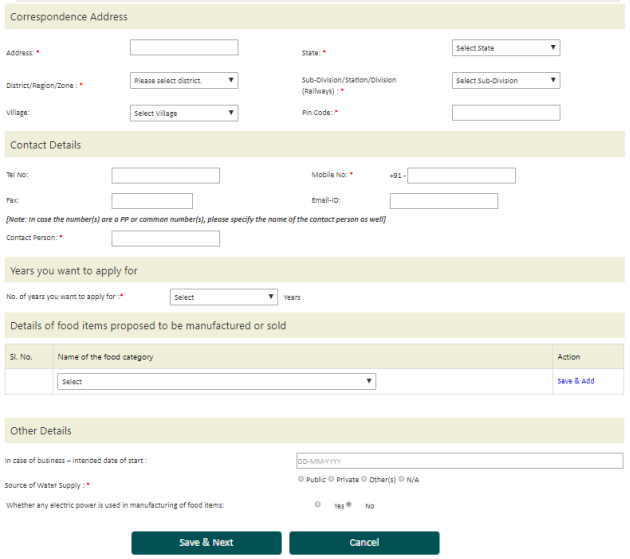 Correspondence Address
Address: * State: * Select State
District/Region/Zone : * Please select district. Sub-Division/Station/Division (Railways) : * Select Sub-Division
Village: Select Village Pin Code: *
Contact Details
Tel No: Mobile No: * +91 -
Fax: Email-ID:
[Note: In case the number(s) are a PP or common number(s), please specify the name of the contact person as well]
Contact Person: *
Years you want to apply for
No. of years you want to apply for :* Select Years
Details of food items proposed to be manufactured or sold
Sl. No. Name of the food category Action
Select Save & Add
Other Details
In case of business – intended date of start : DD-MM-YYYY
Source of Water Supply : * Public Private Other(s) N/A
Whether any electric power is used in manufacturing of food items: Yes No
Save & Next Cancel